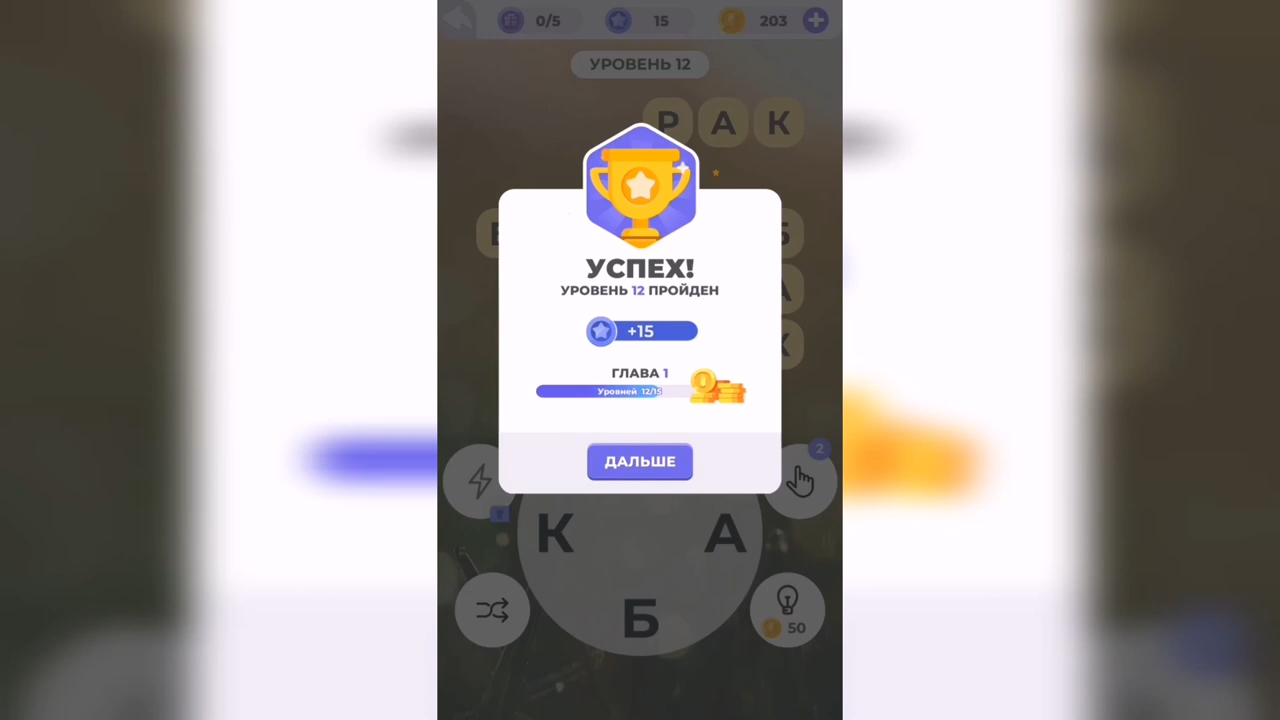 0/5
15
203
УРОВЕНЬ 12
РАК
УСПЕХ!
УРОВЕНЬ 12 ПРОЙДЕН
+15
ГЛАВА 1
Уровней 12/15
ДАЛЬШЕ
2
К
А
Б
50